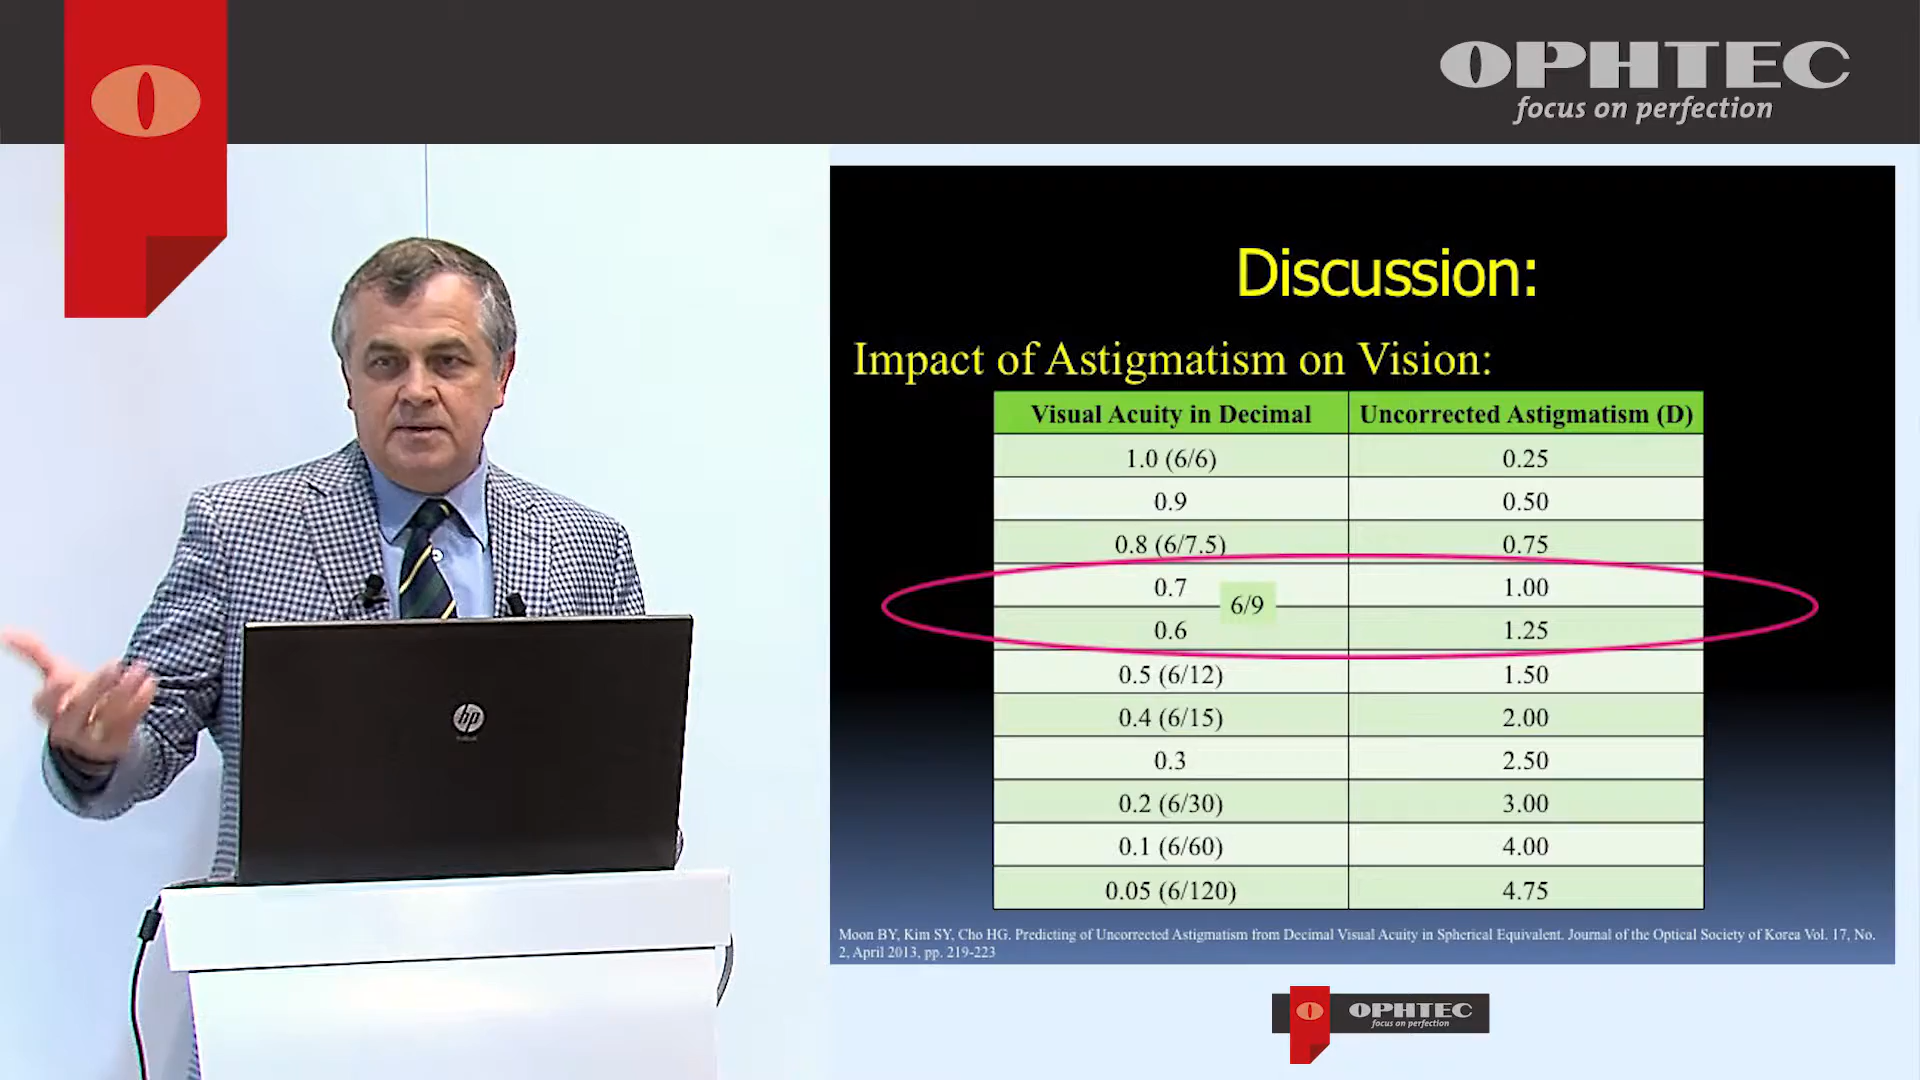 OPHTEC
focus on perfection
Discussion:
Impact of Astigmatism on Vision:
Visual Acuity in Decimal Uncorrected Astigmatism (D)
1.0 (6/6) 0.25
0.9 0.50
0.8 (6/7.5) 0.75
0.7 1.00
6/9
0.6 1.25
0.5 (6/12) 1.50
0.4 (6/15) 2.00
0.3 2.50
0.2 (6/30) 3.00
0.1 (6/60) 4.00
0.05 (6/120) 4.75
Moon BY, Kim SY, Cho HG. Predicting of Uncorrected Astigmatism from Decimal Visual Acuity in Spherical Equivalent. Journal of the Optical Society of Korea Vol. 17, No.
2, April 2013, pp. 219-223
hp
OPHTEC
focus on perfection